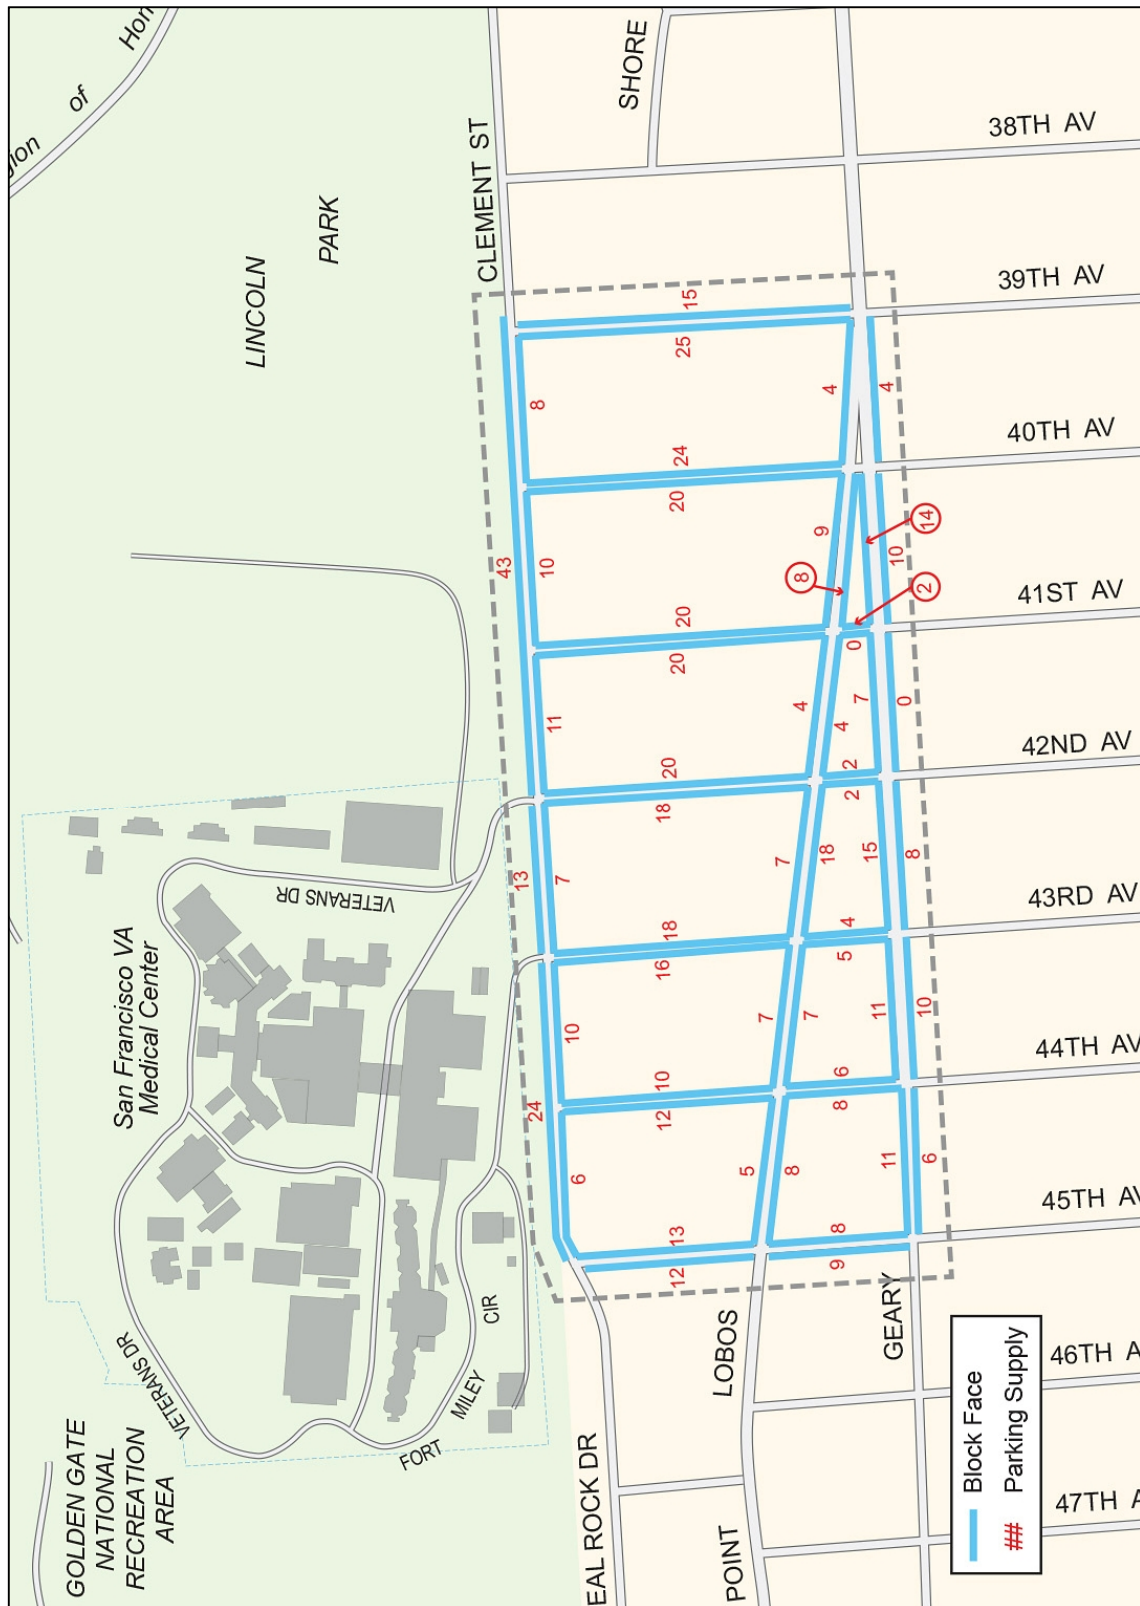 Hon
of
gion
LINCOLN
PARK
CLEMENT ST
SHORE
38TH AV
39TH AV
40TH AV
41ST AV
42ND AV
43RD AV
44TH AV
45TH AV
46TH A
47TH A
15
25
8
4
4
24
20
43
10
9
8
14
10
2
20
20
11
0
4
7
4
0
20
18
2
2
13
7
7
18
15
8
18
16
4
5
10
7
7
11
10
10
12
6
8
24
6
5
8
11
6
13
12
8
9
San Francisco VA
Medical Center
VETERANS DR
VETERANS DR
FORT
MILEY
CIR
GOLDEN GATE
NATIONAL
RECREATION
AREA
EAL ROCK DR
POINT
LOBOS
GEARY
Block Face
## Parking Supply